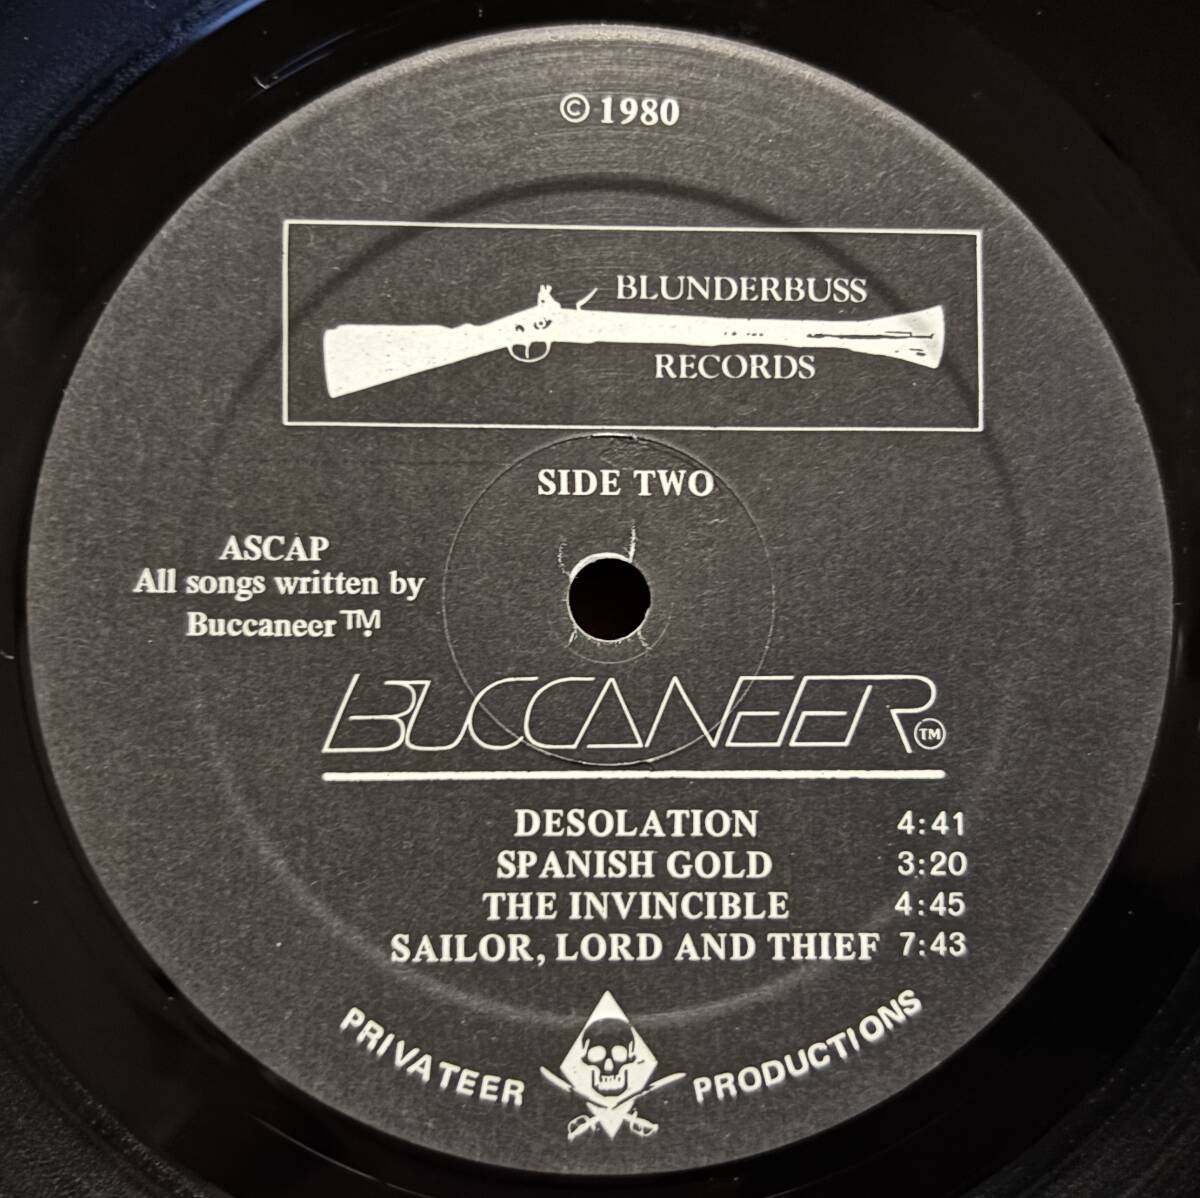 © 1980
BLUNDERBUSS
RECORDS
SIDE TWO
ASCAP
All songs written by
Buccaneer™.
BUCCANEER™
DESOLATION 4:41
SPANISH GOLD 3:20
THE INVINCIBLE 4:45
SAILOR, LORD AND THIEF 7:43
PRIVATEER PRODUCTIONS